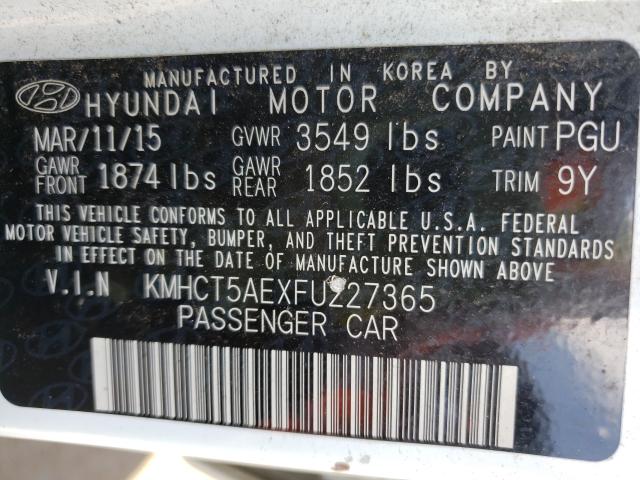 MANUFACTURED IN KOREA BY
HYUNDAI MOTOR COMPANY
MAR/11/15 GVWR 3549 lbs PAINT PGU
GAWR FRONT 1874 lbs GAWR REAR 1852 lbs TRIM 9Y
THIS VEHICLE CONFORMS TO ALL APPLICABLE U.S.A. FEDERAL
MOTOR VEHICLE SAFETY, BUMPER, AND THEFT PREVENTION STANDARDS
IN EFFECT ON THE DATE OF MANUFACTURE SHOWN ABOVE
V.I.N KMHCT5AEXFU227365
PASSENGER CAR